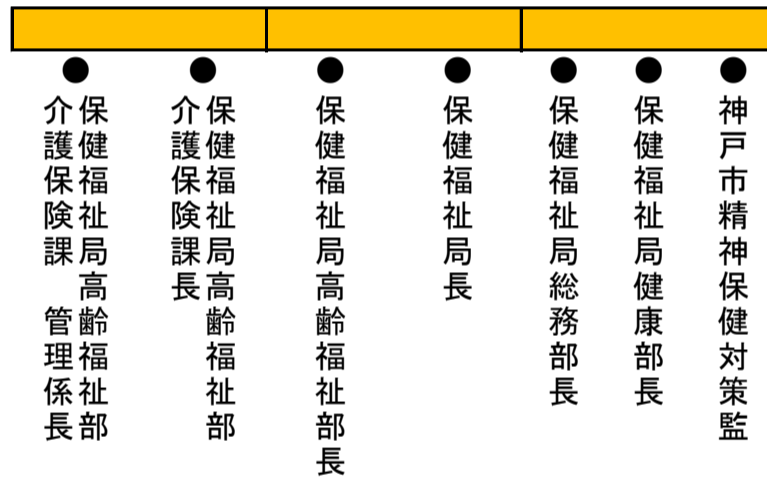 神戸市精神保健対策監
保健福祉局健康部長
保健福祉局総務部長
保健福祉局長
保健福祉局高齢福祉部長
保健福祉局高齢福祉部
介護保険課長
保健福祉局高齢福祉部
介護保険課　管理係長